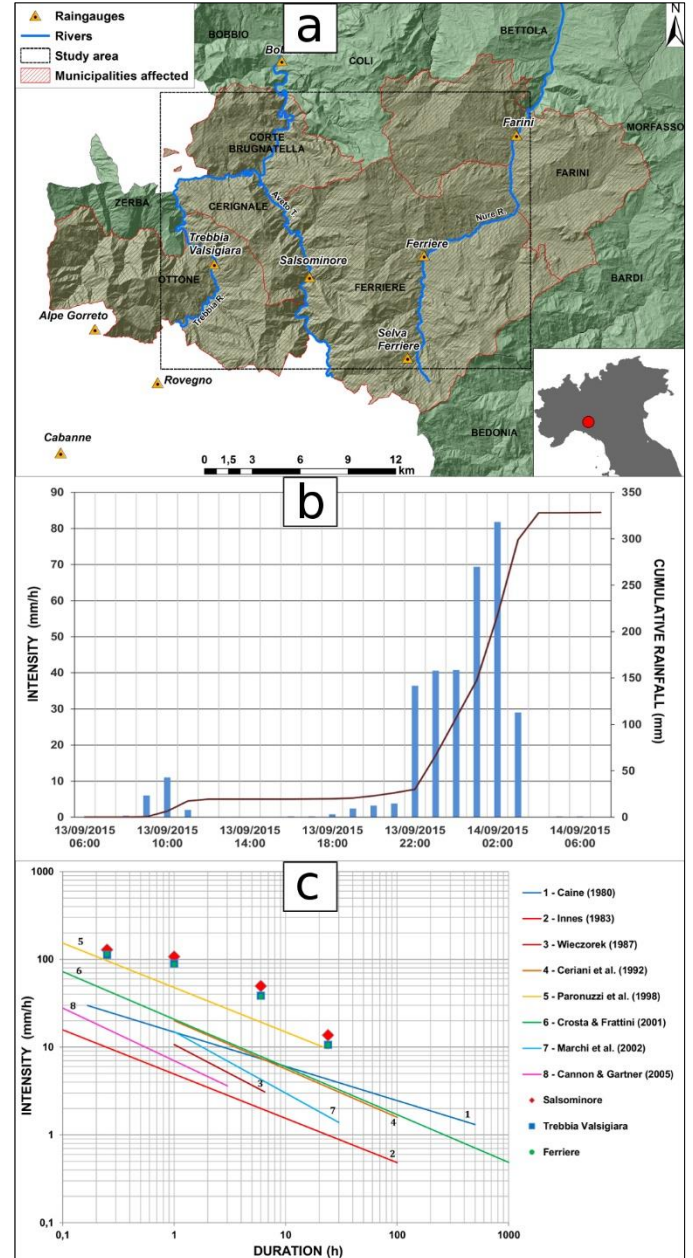 a
Raingauges
Rivers
Study area
Municipalities affected
N
BOBBIO
COLI
BETTOLA
MORFASSO
CORTE
BRUGNATELLA
Farini
FARINI
ZERBA
CERIGNALE
Aveto T.
Nure R.
Trebbia
Valsigiara
Salsominore
Ferriere
OTTONE
FERRIERE
BARDI
Trebbia R.
Alpe Gorreto
Selva
Ferriere
Rovegno
BEDONIA
Cabanne
0 1,5 3 6 9 12
km
b
90
80
70
60
50
40
30
20
10
0
INTENSITY (mm/h)
350
300
250
200
150
100
50
0
CUMULATIVE RAINFALL
(mm)
13/09/2015 13/09/2015 13/09/2015 13/09/2015 13/09/2015 14/09/2015 14/09/2015
06:00 10:00 14:00 18:00 22:00 02:00 06:00
c
1000
100
10
1
0,1
INTENSITY (mm/h)
5
6
8
3
7
4
1
2
0,1 1 10 100 1000
DURATION (h)
1 - Caine (1980)
2 - Innes (1983)
3 - Wieczorek (1987)
4 - Ceriani et al. (1992)
5 - Paronuzzi et al. (1998)
6 - Crosta & Frattini (2001)
7 - Marchi et al. (2002)
8 - Cannon & Gartner (2005)
Salsominore
Trebbia Valsigiara
Ferriere